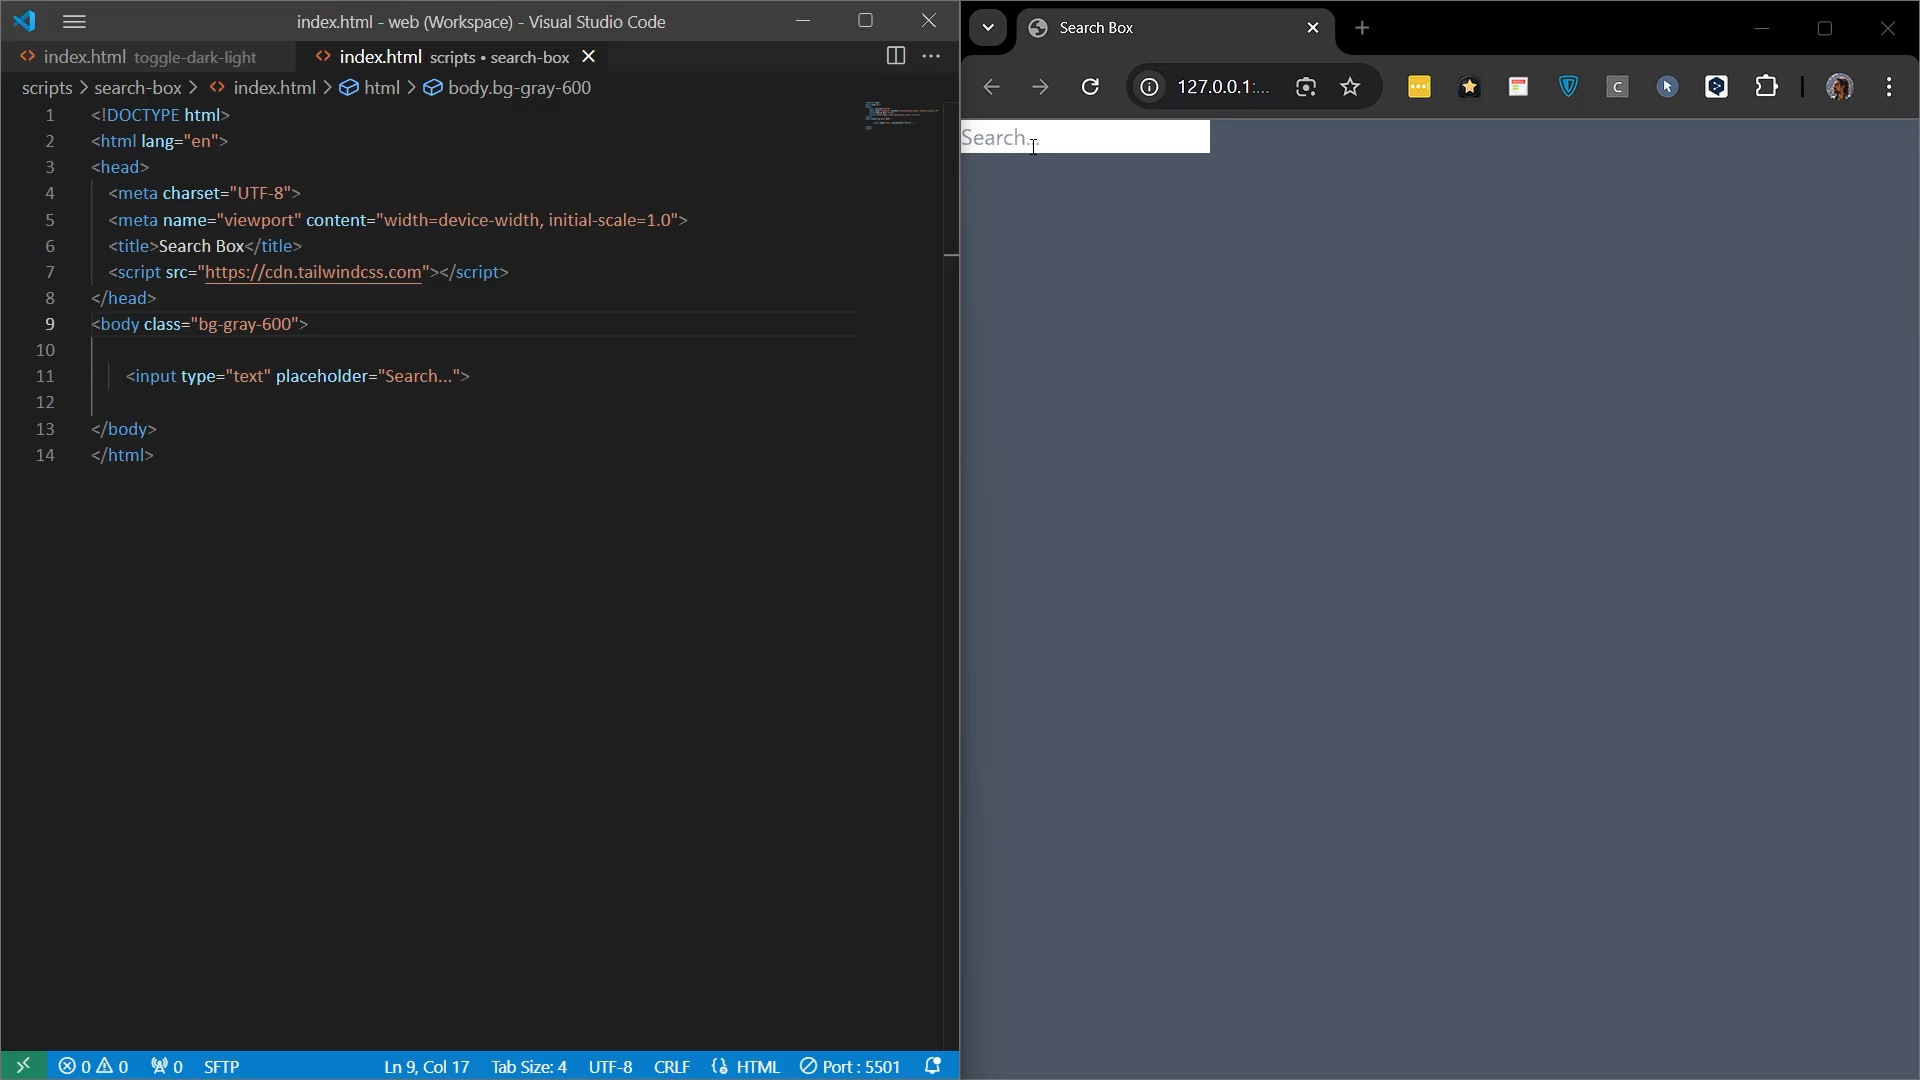 index.html - web (Workspace) - Visual Studio Code
index.html toggle-dark-light
index.html scripts • search-box
scripts > search-box > index.html > html > body.bg-gray-600
1 <!DOCTYPE html>
2 <html lang="en">
3 <head>
4 <meta charset="UTF-8">
5 <meta name="viewport" content="width=device-width, initial-scale=1.0">
6 <title>Search Box</title>
7 <script src="https://cdn.tailwindcss.com"></script>
8 </head>
9 <body class="bg-gray-600">
10
11 <input type="text" placeholder="Search...">
12
13 </body>
14 </html>
0 0 0 SFTP Ln 9, Col 17 Tab Size: 4 UTF-8 CRLF HTML Port : 5501
Search Box
127.0.0.1:...
C
Search...